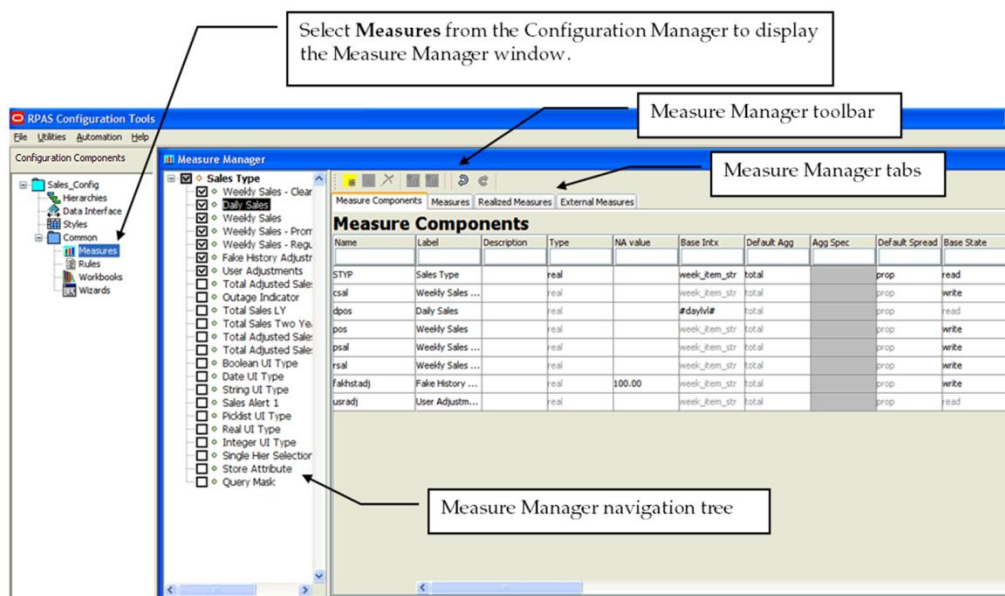 Select Measures from the Configuration Manager to display
the Measure Manager window.
Measure Manager toolbar
Measure Manager tabs
RPAS Configuration Tools
File Utilities Automation Help
Configuration Components
Sales_Config
Hierarchies
Data Interface
Styles
Common
Measures
Rules
Workbooks
Wizards
Measure Manager
Sales Type
Weekly Sales - Clear
Daily Sales
Weekly Sales
Weekly Sales - Prom
Weekly Sales - Regu
Fake History Adjustr
User Adjustments
Total Adjusted Sale
Outage Indicator
Total Sales LY
Total Sales Two Ye
Total Adjusted Sale
Total Adjusted Sale
Boolean UI Type
Date UI Type
String UI Type
Sales Alert 1
Picklist UI Type
Real UI Type
Integer UI Type
Single Hier Selection
Store Attribute
Query Mask
Measure Components Measures Realized Measures External Measures
Measure Components
Name Label Description Type NA value Base Intx Default Agg Agg Spec Default Spread Base State
STYP Sales Type real week_item_str total prop read
csal Weekly Sales ... real week_item_str total prop write
dpos Daily Sales real #daylvl# total prop read
pos Weekly Sales real week_item_str total prop write
psal Weekly Sales ... real week_item_str total prop write
rsal Weekly Sales ... real week_item_str total prop write
fakhstadj Fake History ... real 100.00 week_item_str total prop write
usradj User Adjustm... real week_item_str total prop read
Measure Manager navigation tree